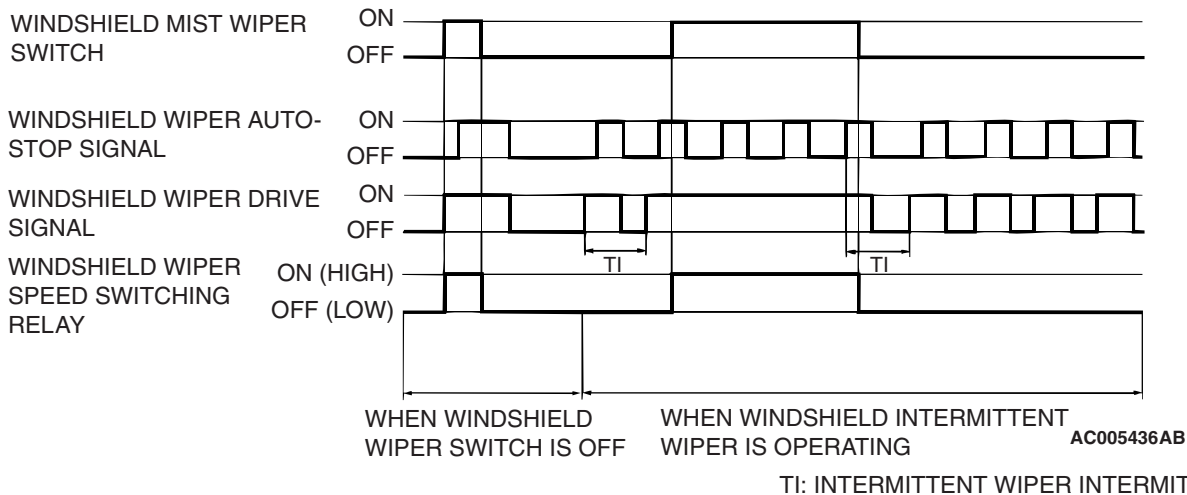 WINDSHIELD MIST WIPER
SWITCH
ON
OFF
WINDSHIELD WIPER AUTO-
STOP SIGNAL
ON
OFF
WINDSHIELD WIPER DRIVE
SIGNAL
ON
OFF
TI
TI
WINDSHIELD WIPER
SPEED SWITCHING
RELAY
ON (HIGH)
OFF (LOW)
WHEN WINDSHIELD
WIPER SWITCH IS OFF
WHEN WINDSHIELD INTERMITTENT
WIPER IS OPERATING
AC005436AB
TI: INTERMITTENT WIPER INTERMIT